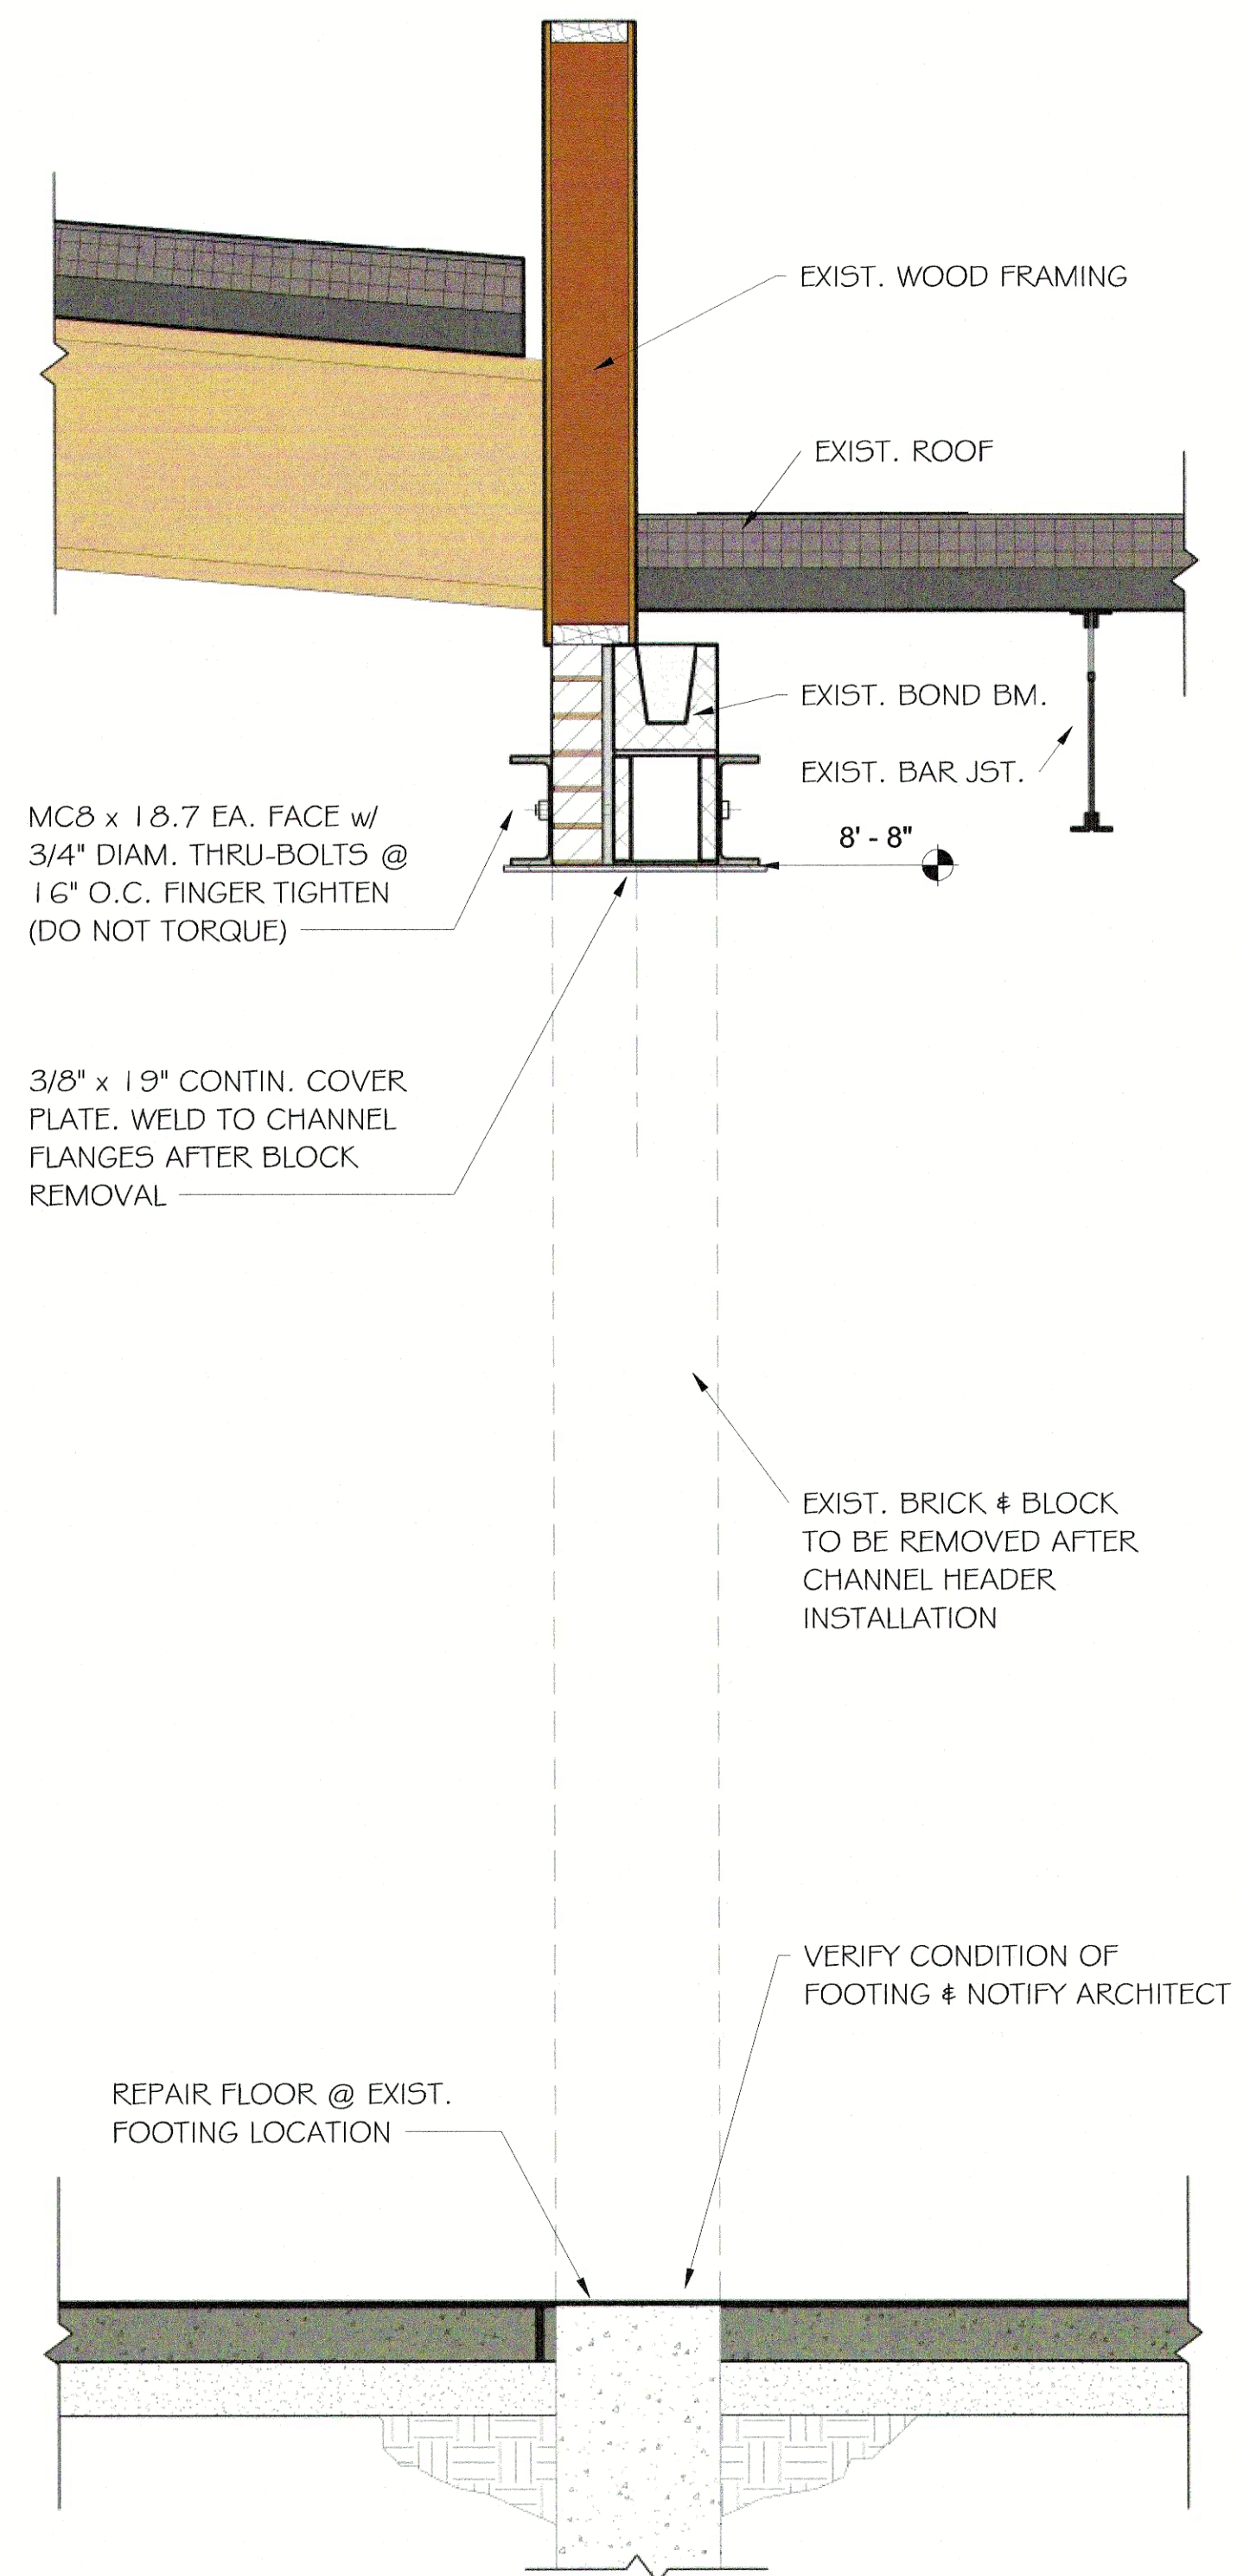 EXIST. WOOD FRAMING
EXIST. ROOF
EXIST. BOND BM.
EXIST. BAR JST.
8' - 8"
MC8 x 18.7 EA. FACE w/
3/4" DIAM. THRU-BOLTS @
16" O.C. FINGER TIGHTEN
(DO NOT TORQUE)
3/8" x 19" CONTIN. COVER
PLATE. WELD TO CHANNEL
FLANGES AFTER BLOCK
REMOVAL
EXIST. BRICK & BLOCK
TO BE REMOVED AFTER
CHANNEL HEADER
INSTALLATION
VERIFY CONDITION OF
FOOTING & NOTIFY ARCHITECT
REPAIR FLOOR @ EXIST.
FOOTING LOCATION